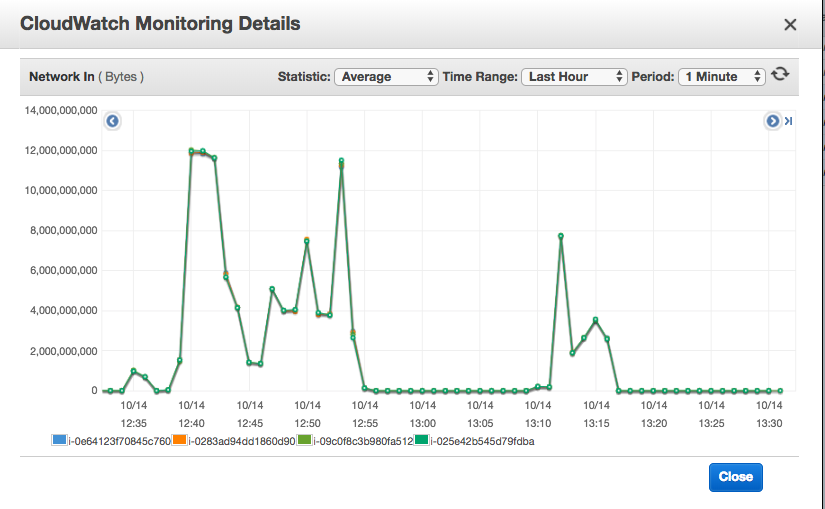 CloudWatch Monitoring Details ×
Network In ( Bytes ) Statistic: Average Time Range: Last Hour Period: 1 Minute
14,000,000,000
12,000,000,000
10,000,000,000
8,000,000,000
6,000,000,000
4,000,000,000
2,000,000,000
0
10/14 10/14 10/14 10/14 10/14 10/14 10/14 10/14 10/14 10/14 10/14 10/14
12:35 12:40 12:45 12:50 12:55 13:00 13:05 13:10 13:15 13:20 13:25 13:30
i-0e64123f70845c760 i-0283ad94dd1860d90 i-09c0f8c3b980fa512 i-025e42b545d79fdba
Close